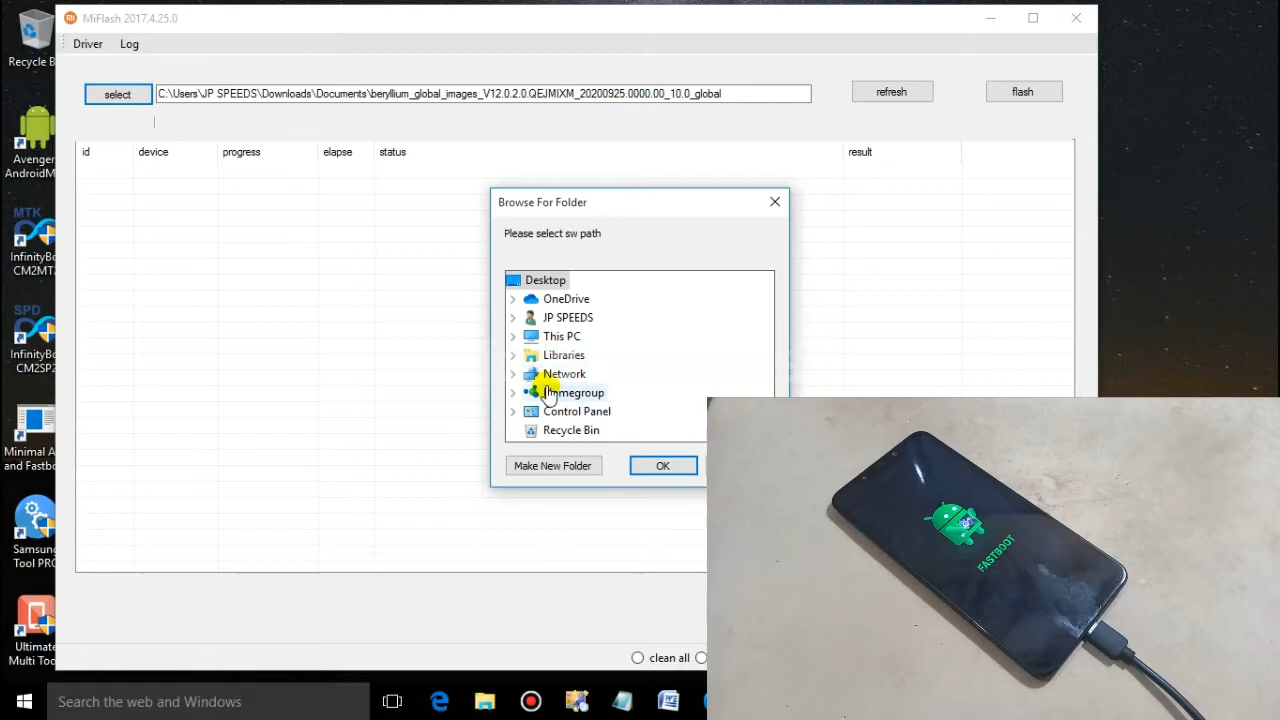 MiFlash 2017.4.25.0
Driver Log
select C:\Users\JP SPEEDS\Downloads\Documents\beryllium_global_images_V12.0.2.0.QEJMIXM_20200925.0000.00_10.0_global refresh flash
id device progress elapse status result
Browse For Folder
Please select sw path
Desktop
OneDrive
JP SPEEDS
This PC
Libraries
Network
Control Panel
Recycle Bin
Make New Folder OK
clean all
Recycle B
Avenger
AndroidM
MTK
InfinityBo
CM2MT
SPD
InfinityBo
CM2SP
Minimal A
and Fastb
Samsung
Tool PRO
Ultimate
Multi Too
Search the web and Windows
FASTBOOT